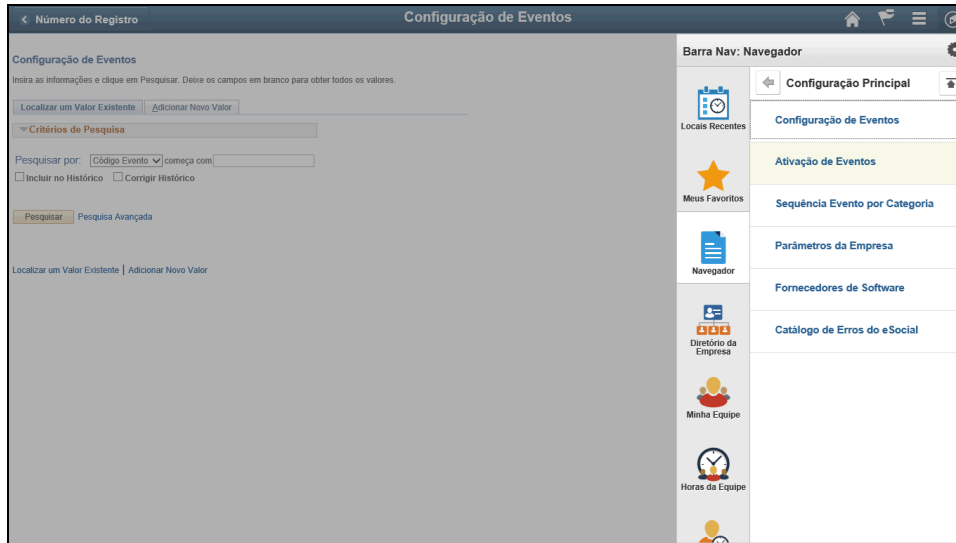 Número do Registro
Configuração de Eventos
Configuração de Eventos
Insira as informações e clique em Pesquisar. Deixe os campos em branco para obter todos os valores.
Localizar um Valor Existente
Adicionar Novo Valor
Critérios de Pesquisa
Pesquisar por: Código Evento começa com
Incluir no Histórico Corrigir Histórico
Pesquisar Pesquisa Avançada
Localizar um Valor Existente | Adicionar Novo Valor
Barra Nav: Navegador
Locais Recentes
Meus Favoritos
Navegador
Diretório da
Empresa
Minha Equipe
Horas da Equipe
Configuração Principal
Configuração de Eventos
Ativação de Eventos
Sequência Evento por Categoria
Parâmetros da Empresa
Fornecedores de Software
Catálogo de Erros do eSocial